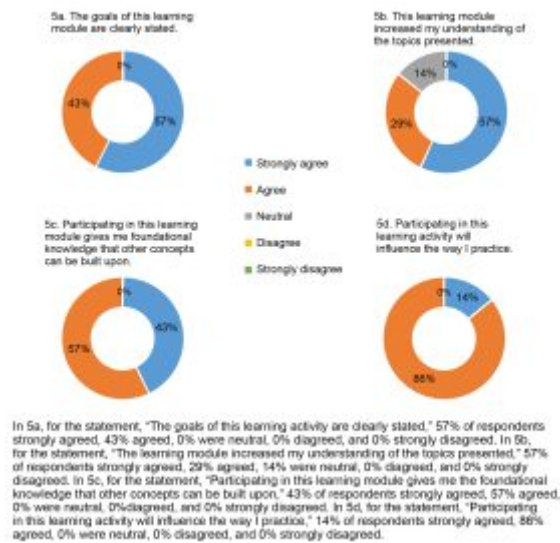 5a. The goals of this learning
module are clearly stated.
0%
43%
57%
5b. This learning module
increased my understanding of
the topics presented.
0%
14%
29%
57%
Strongly agree
Agree
Neutral
Disagree
Strongly disagree
5c. Participating in this learning
module gives me foundational
knowledge that other concepts
can be built upon.
0%
43%
57%
5d. Participating in this
learning activity will
influence the way I practice.
0%
14%
86%
In 5a, for the statement, "The goals of this learning activity are clearly stated," 57% of respondents
strongly agreed, 43% agreed, 0% were neutral, 0% diagreed, and 0% strongly disagreed. In 5b,
for the statement, "The learning module increased my understanding of the topics presented," 57%
of respondents strongly agreed, 29% agreed, 14% were neutral, 0% diagreed, and 0% strongly
disagreed. In 5c, for the statement, "Participating in this learning module gives me the foundational
knowledge that other concepts can be built upon," 43% of respondents strongly agreed, 57% agreed,
0% were neutral, 0%diagreed, and 0% strongly disagreed. In 5d, for the statement, "Participating
in this learning activity will influence the way I practice," 14% of respondents strongly agreed, 86%
agreed, 0% were neutral, 0% disagreed, and 0% strongly disagreed.